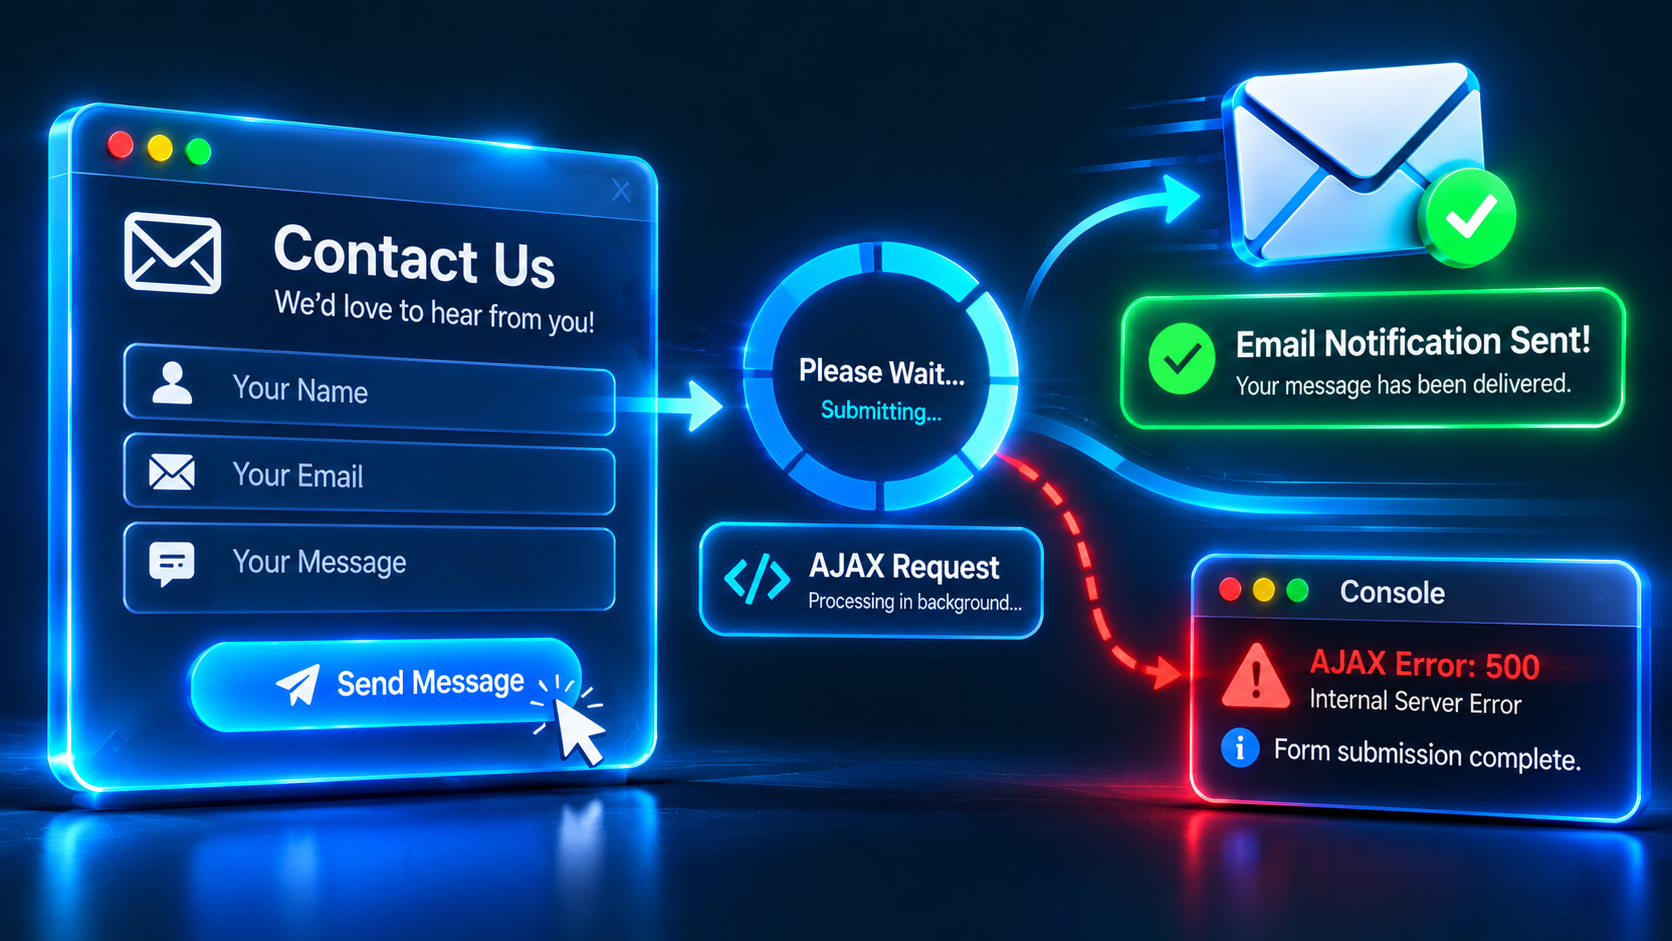 Contact Us
We'd love to hear from you!
Your Name
Your Email
Your Message
Send Message
Please Wait...
Submitting...
AJAX Request
Processing in background...
Email Notification Sent!
Your message has been delivered.
Console
AJAX Error: 500
Internal Server Error
Form submission complete.